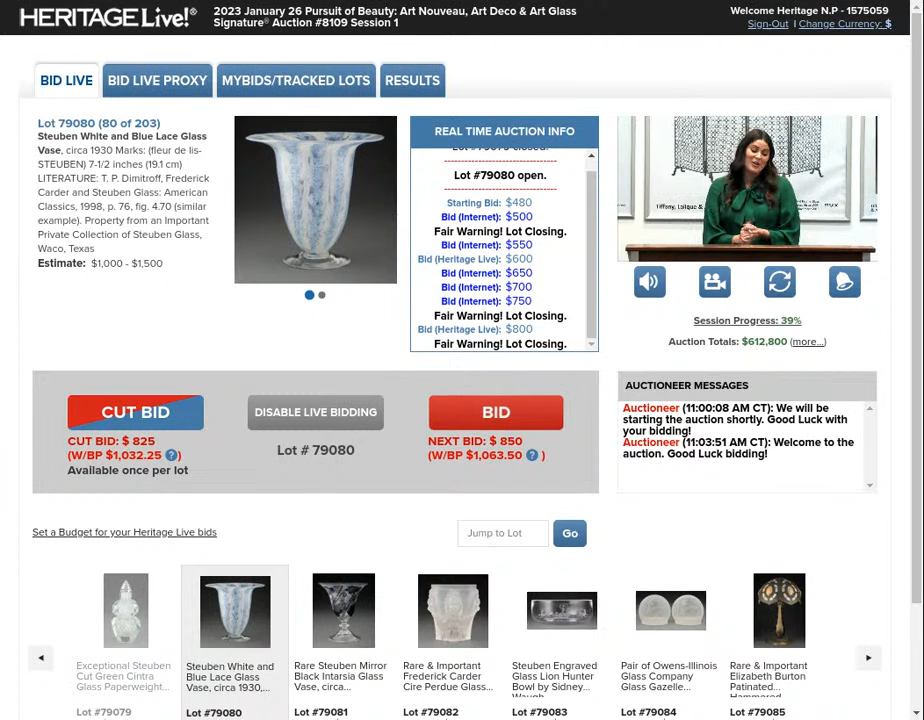 HERITAGE Live!®
2023 January 26 Pursuit of Beauty: Art Nouveau, Art Deco & Art Glass
Signature® Auction #8109 Session 1
Welcome Heritage N.P - 1575059
Sign-Out | Change Currency: $
BID LIVE
BID LIVE PROXY
MYBIDS/TRACKED LOTS
RESULTS
Lot 79080 (80 of 203)
Steuben White and Blue Lace Glass
Vase, circa 1930 Marks: (fleur de lis-
STEUBEN) 7-1/2 inches (19.1 cm)
LITERATURE: T. P. Dimitroff, Frederick
Carder and Steuben Glass: American
Classics, 1998, p. 76, fig. 4.70 (similar
example). Property from an Important
Private Collection of Steuben Glass,
Waco, Texas
Estimate: $1,000 - $1,500
REAL TIME AUCTION INFO
Lot #79079 closed.
Lot #79080 open.
Starting Bid: $480
Bid (Internet): $500
Fair Warning! Lot Closing.
Bid (Internet): $550
Bid (Heritage Live): $600
Bid (Internet): $650
Bid (Internet): $700
Bid (Internet): $750
Fair Warning! Lot Closing.
Bid (Heritage Live): $800
Fair Warning! Lot Closing.
Tiffany, Lalique &
Session Progress: 39%
Auction Totals: $612,800 (more...)
CUT BID
CUT BID: $ 825
(W/BP $1,032.25 ?)
Available once per lot
DISABLE LIVE BIDDING
Lot # 79080
BID
NEXT BID: $ 850
(W/BP $1,063.50 ? )
AUCTIONEER MESSAGES
Auctioneer (11:00:08 AM CT): We will be
starting the auction shortly. Good Luck with
your bidding!
Auctioneer (11:03:51 AM CT): Welcome to the
auction. Good Luck bidding!
Set a Budget for your Heritage Live bids
Jump to Lot
Go
Exceptional Steuben
Cut Green Cintra
Glass Paperweight...
Lot #79079
Steuben White and
Blue Lace Glass
Vase, circa 1930,...
Lot #79080
Rare Steuben Mirror
Black Intarsia Glass
Vase, circa...
Lot #79081
Rare & Important
Frederick Carder
Cire Perdue Glass...
Lot #79082
Steuben Engraved
Glass Lion Hunter
Bowl by Sidney
Waugh...
Lot #79083
Pair of Owens-Illinois
Glass Company
Glass Gazelle...
Lot #79084
Rare & Important
Elizabeth Burton
Patinated...
Hammered
Lot #79085